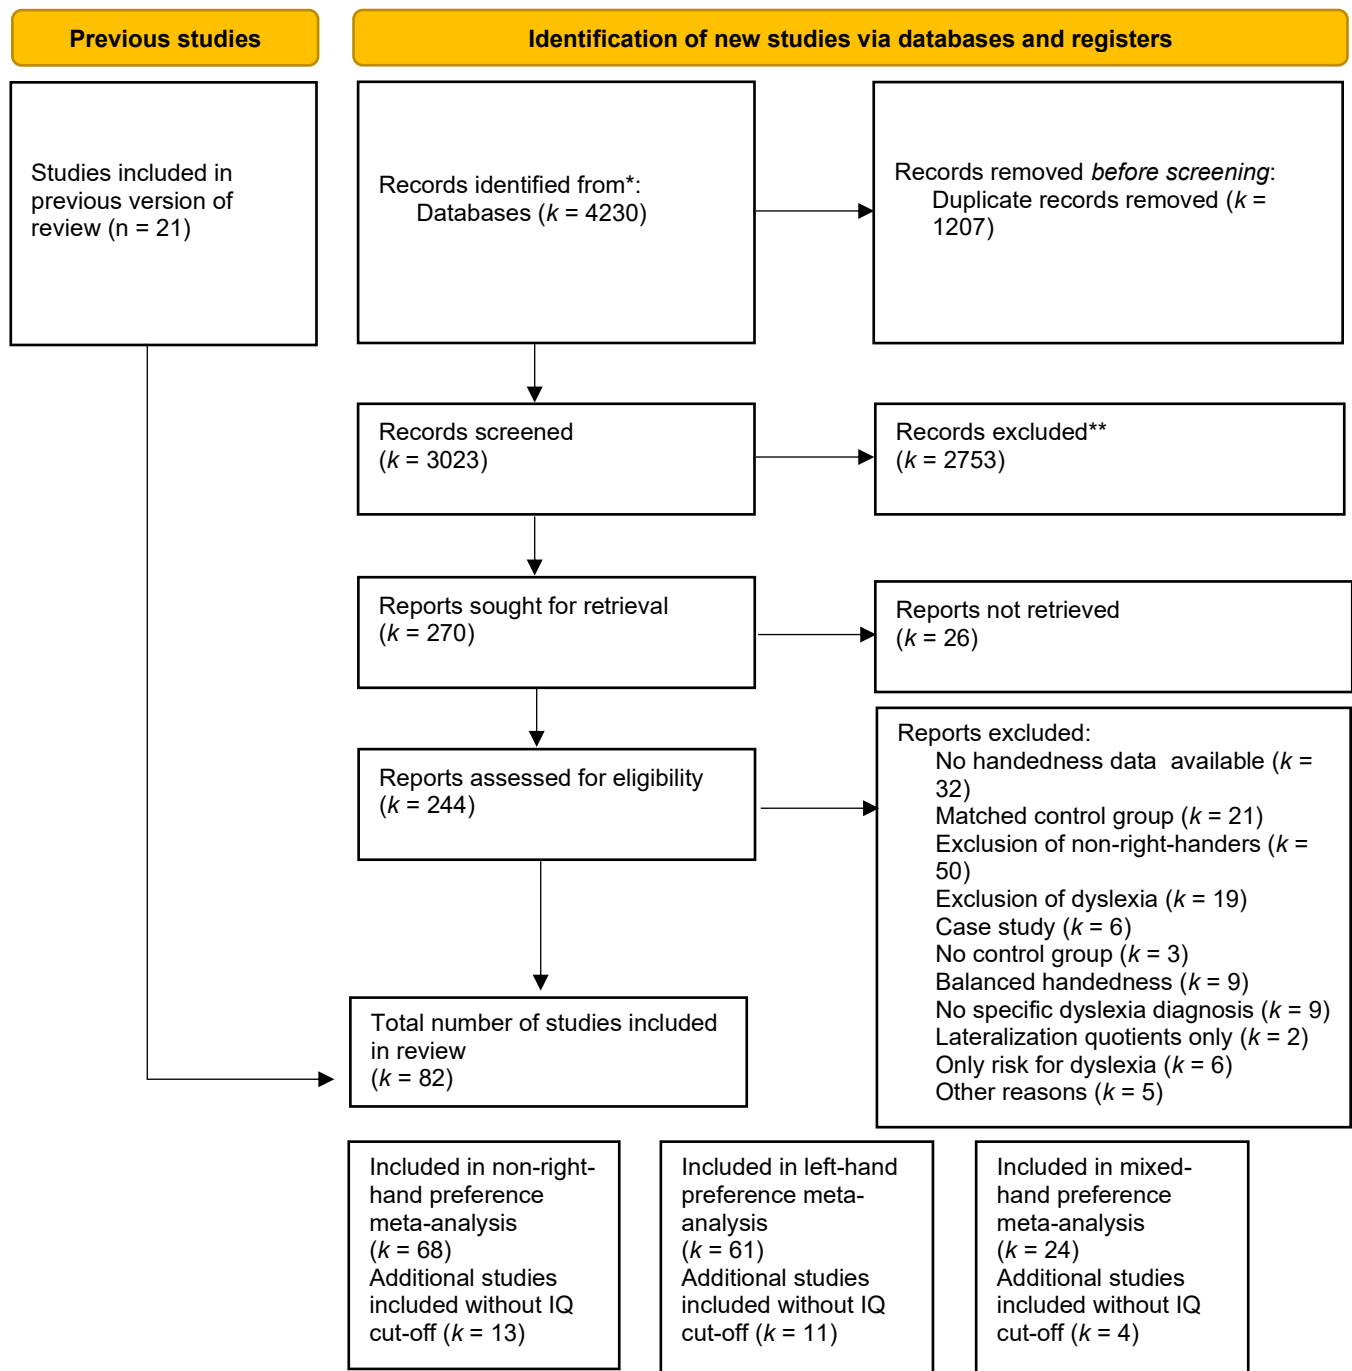 Previous studies
Identification of new studies via databases and registers
Studies included in
previous version of
review (n = 21)
Records identified from*:
Databases (k = 4230)
Records removed before screening:
Duplicate records removed (k =
1207)
Records screened
(k = 3023)
Records excluded**
(k = 2753)
Reports sought for retrieval
(k = 270)
Reports not retrieved
(k = 26)
Reports assessed for eligibility
(k = 244)
Reports excluded:
No handedness data available (k =
32)
Matched control group (k = 21)
Exclusion of non-right-handers (k =
50)
Exclusion of dyslexia (k = 19)
Case study (k = 6)
No control group (k = 3)
Balanced handedness (k = 9)
No specific dyslexia diagnosis (k = 9)
Lateralization quotients only (k = 2)
Only risk for dyslexia (k = 6)
Other reasons (k = 5)
Total number of studies included
in review
(k = 82)
Included in non-right-
hand preference
meta-analysis
(k = 68)
Additional studies
included without IQ
cut-off (k = 13)
Included in left-hand
preference meta-
analysis
(k = 61)
Additional studies
included without IQ
cut-off (k = 11)
Included in mixed-
hand preference
meta-analysis
(k = 24)
Additional studies
included without IQ
cut-off (k = 4)